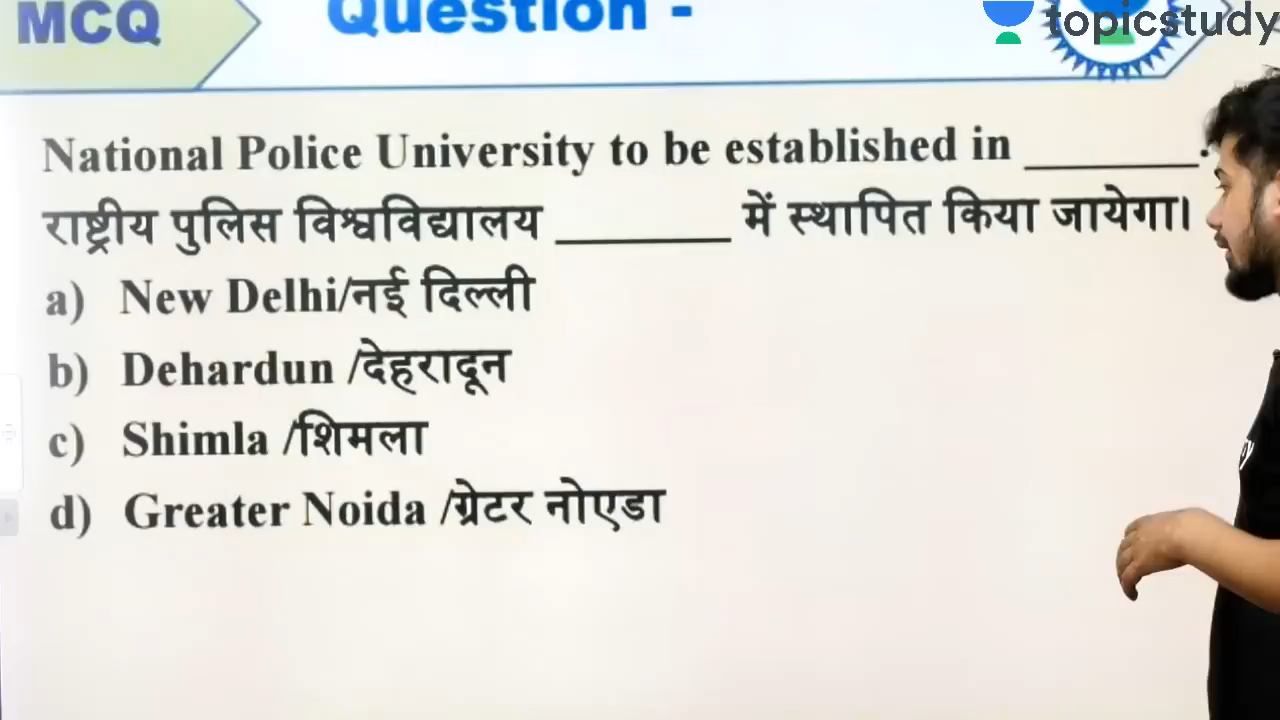 MCQ
Question -
topicstudy
National Police University to be established in ________.
राष्ट्रीय पुलिस विश्वविद्यालय ________ में स्थापित किया जायेगा।
a) New Delhi/नई दिल्ली
b) Dehardun /देहरादून
c) Shimla /शिमला
d) Greater Noida /ग्रेटर नोएडा